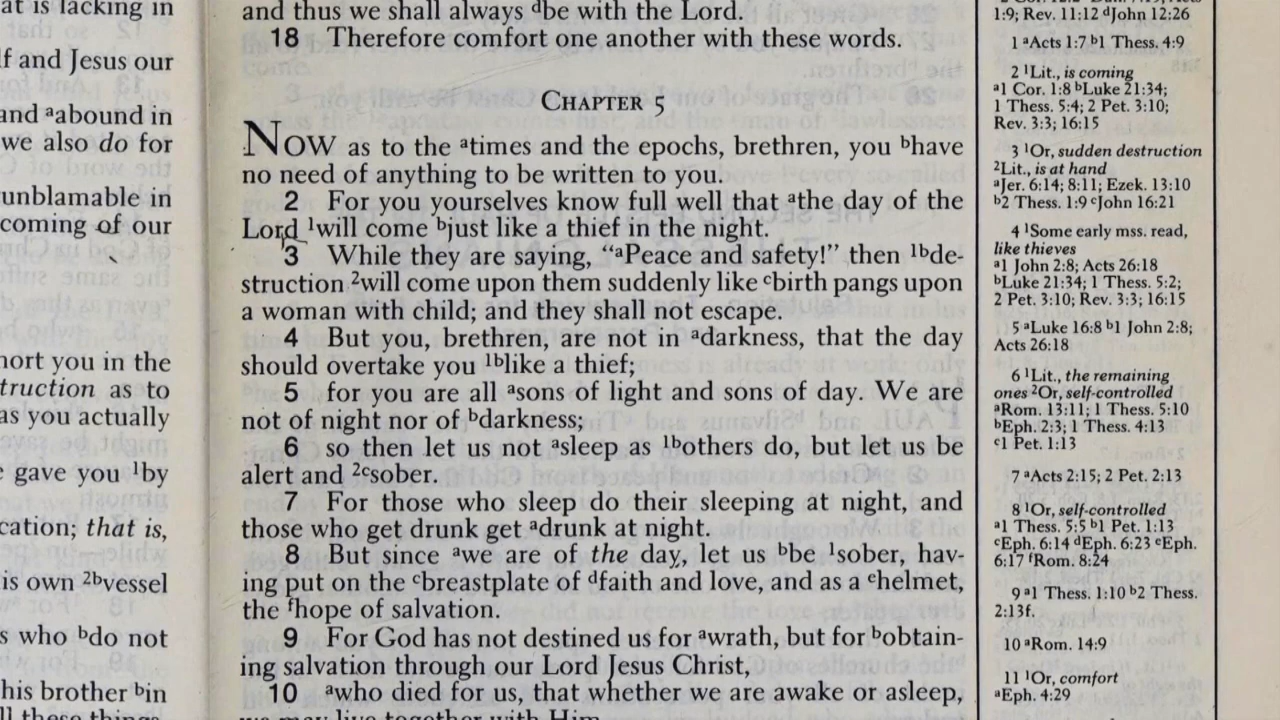 at is lacking in
lf and Jesus our
and ᵃabound in
we also do for
unblamable in
coming of our
hort you in the
truction as to
as you actually
e gave you ¹by
cation; that is,
is own ²ᵇvessel
s who ᵇdo not
his brother ᵇin
ll these things
and thus we shall always ᵈbe with the Lord.
18 Therefore comfort one another with these words.
CHAPTER 5
NOW as to the ᵃtimes and the epochs, brethren, you ᵇhave
no need of anything to be written to you.
2 For you yourselves know full well that ᵃthe day of the
Lord ¹will come ᵇjust like a thief in the night.
3 While they are saying, “ᵃPeace and safety!” then ¹ᵇde-
struction ²will come upon them suddenly like ᶜbirth pangs upon
a woman with child; and they shall not escape.
4 But you, brethren, are not in ᵃdarkness, that the day
should overtake you ¹ᵇlike a thief;
5 for you are all ᵃsons of light and sons of day. We are
not of night nor of ᵇdarkness;
6 so then let us not ᵃsleep as ¹ᵇothers do, but let us be
alert and ²ᶜsober.
7 For those who sleep do their sleeping at night, and
those who get drunk get ᵃdrunk at night.
8 But since ᵃwe are of the day, let us ᵇbe ¹sober, hav-
ing put on the ᶜbreastplate of ᵈfaith and love, and as a ᵉhelmet,
the ᶠhope of salvation.
9 For God has not destined us for ᵃwrath, but for ᵇobtain-
ing salvation through our Lord Jesus Christ,
10 ᵃwho died for us, that whether we are awake or asleep,
we may live together with Him.
1:9; Rev. 11:12 ᵈJohn 12:26
1 ᵃActs 1:7 ᵇ1 Thess. 4:9
2 ¹Lit., is coming
ᵃ1 Cor. 1:8 ᵇLuke 21:34;
1 Thess. 5:4; 2 Pet. 3:10;
Rev. 3:3; 16:15
3 ¹Or, sudden destruction
²Lit., is at hand
ᵃJer. 6:14; 8:11; Ezek. 13:10
ᵇ2 Thess. 1:9 ᶜJohn 16:21
4 ¹Some early mss. read,
like thieves
ᵃ1 John 2:8; Acts 26:18
ᵇLuke 21:34; 1 Thess. 5:2;
2 Pet. 3:10; Rev. 3:3; 16:15
5 ᵃLuke 16:8 ᵇ1 John 2:8;
Acts 26:18
6 ¹Lit., the remaining
ones ²Or, self-controlled
ᵃRom. 13:11; 1 Thess. 5:10
ᵇEph. 2:3; 1 Thess. 4:13
ᶜ1 Pet. 1:13
7 ᵃActs 2:15; 2 Pet. 2:13
8 ¹Or, self-controlled
ᵃ1 Thess. 5:5 ᵇ1 Pet. 1:13
ᶜEph. 6:14 ᵈEph. 6:23 ᵉEph.
6:17 ᶠRom. 8:24
9 ᵃ1 Thess. 1:10 ᵇ2 Thess.
2:13f.
10 ᵃRom. 14:9
11 ¹Or, comfort
ᵃEph. 4:29